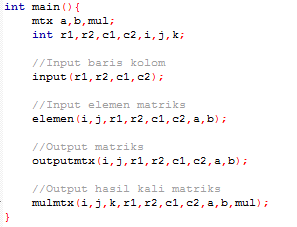 int main(){
mtx a,b,mul;
int r1,r2,c1,c2,i,j,k;
//Input baris kolom
input(r1,r2,c1,c2);
//Input elemen matriks
elemen(i,j,r1,r2,c1,c2,a,b);
//Output matriks
outputmtx(i,j,r1,r2,c1,c2,a,b);
//Output hasil kali matriks
mulmtx(i,j,k,r1,r2,c1,c2,a,b,mul);
}